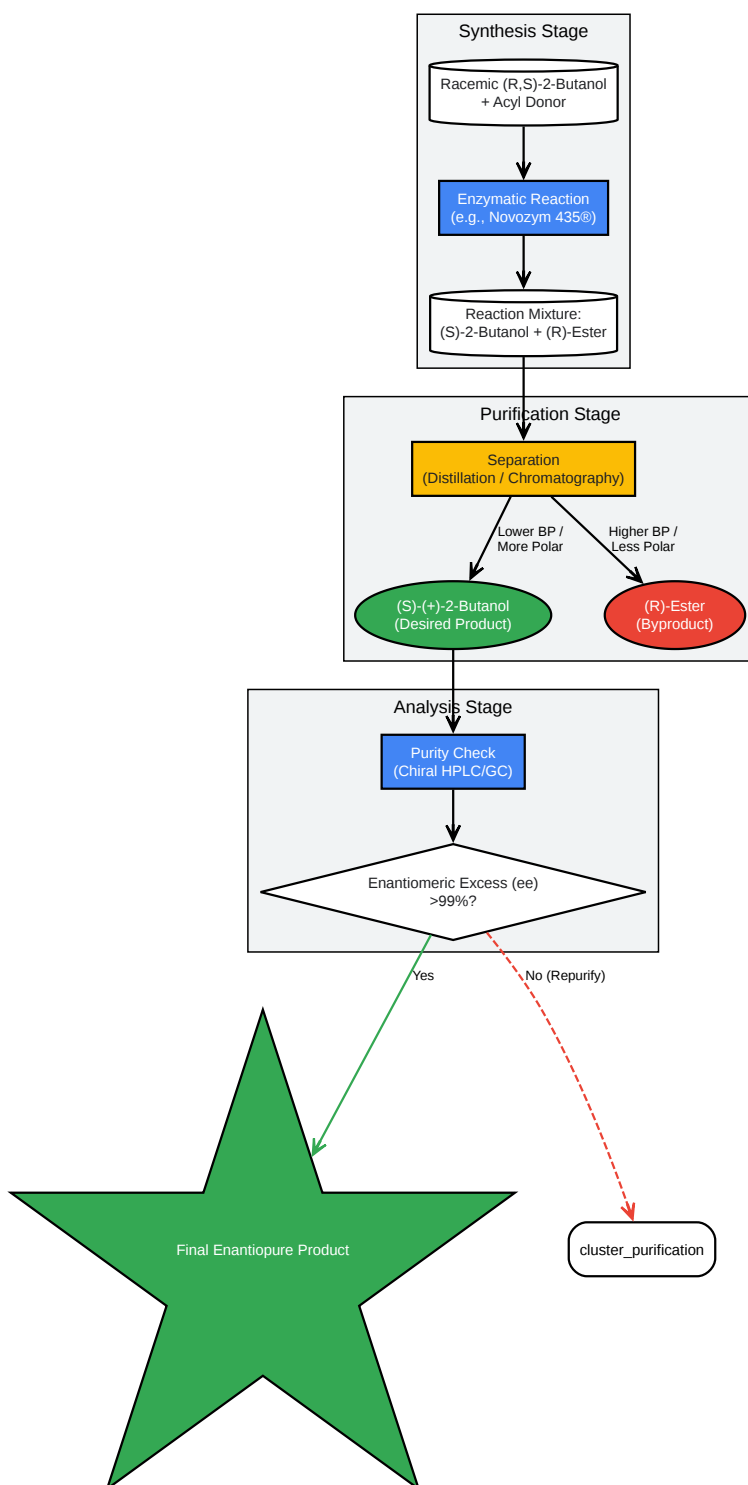 Synthesis Stage
Racemic (R,S)-2-Butanol
+ Acyl Donor
Enzymatic Reaction
(e.g., Novozym 435®)
Reaction Mixture:
(S)-2-Butanol + (R)-Ester
Purification Stage
Separation
(Distillation / Chromatography)
Lower BP /
More Polar
Higher BP /
Less Polar
(S)-(+)-2-Butanol
(Desired Product)
(R)-Ester
(Byproduct)
Analysis Stage
Purity Check
(Chiral HPLC/GC)
Enantiomeric Excess (ee)
>99%?
Yes
No (Repurify)
Final Enantiopure Product
cluster_purification